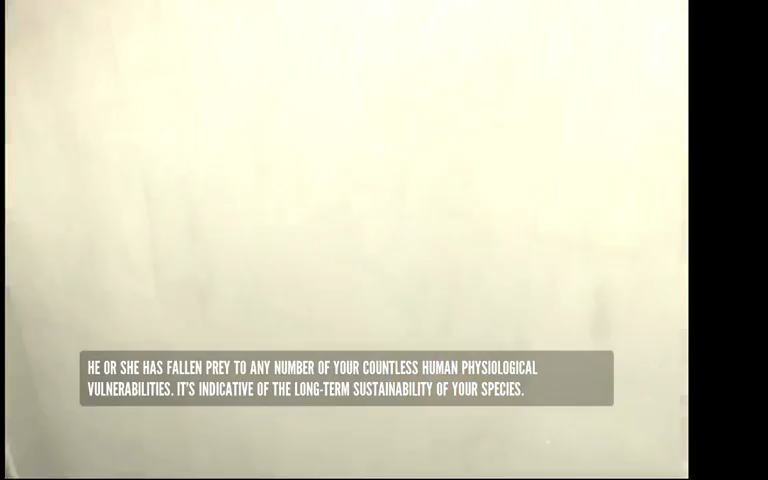 HE OR SHE HAS FALLEN PREY TO ANY NUMBER OF YOUR COUNTLESS HUMAN PHYSIOLOGICAL
VULNERABILITIES. IT'S INDICATIVE OF THE LONG-TERM SUSTAINABILITY OF YOUR SPECIES.